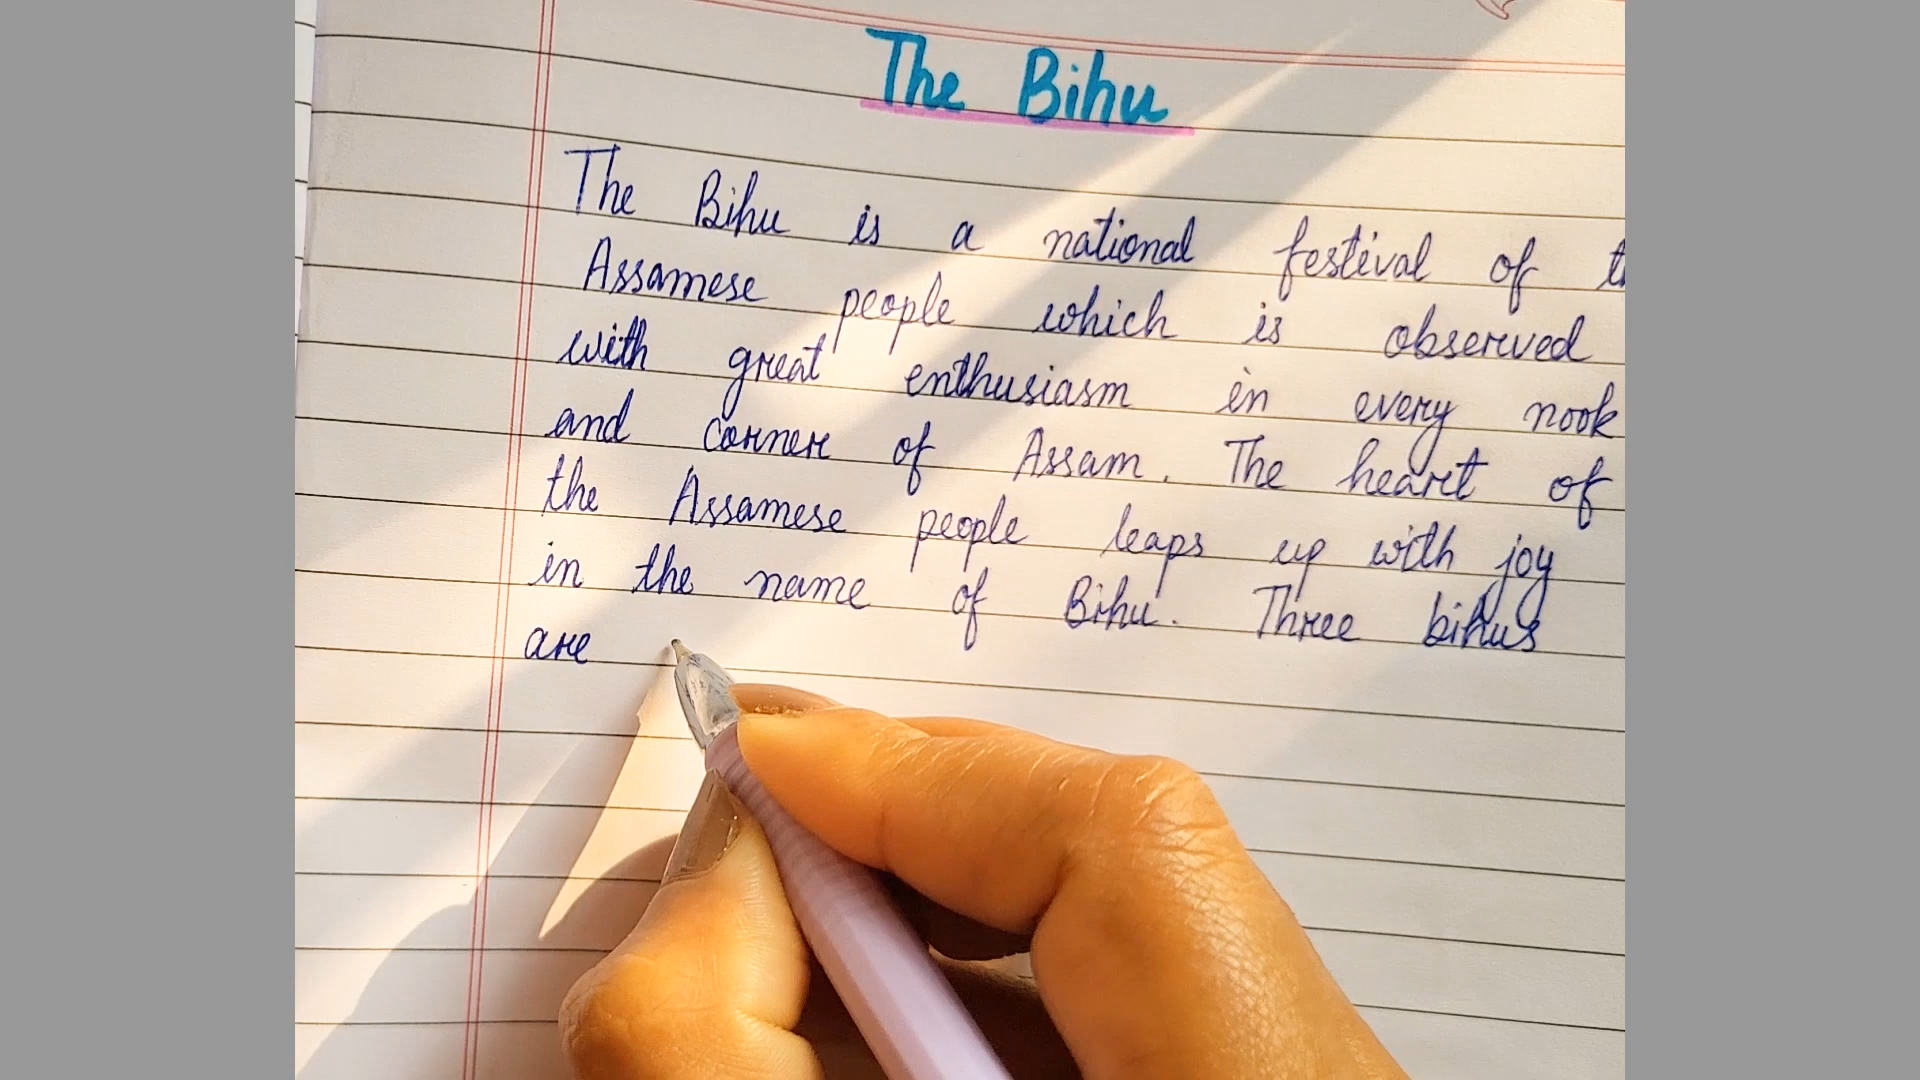 The Bihu
The Bihu is a national festival of
Assamese people which is observed
with great enthusiasm in every nook
and corner of Assam. The heart of
the Assamese people leaps up with joy
in the name of Bihu. Three bihus
are